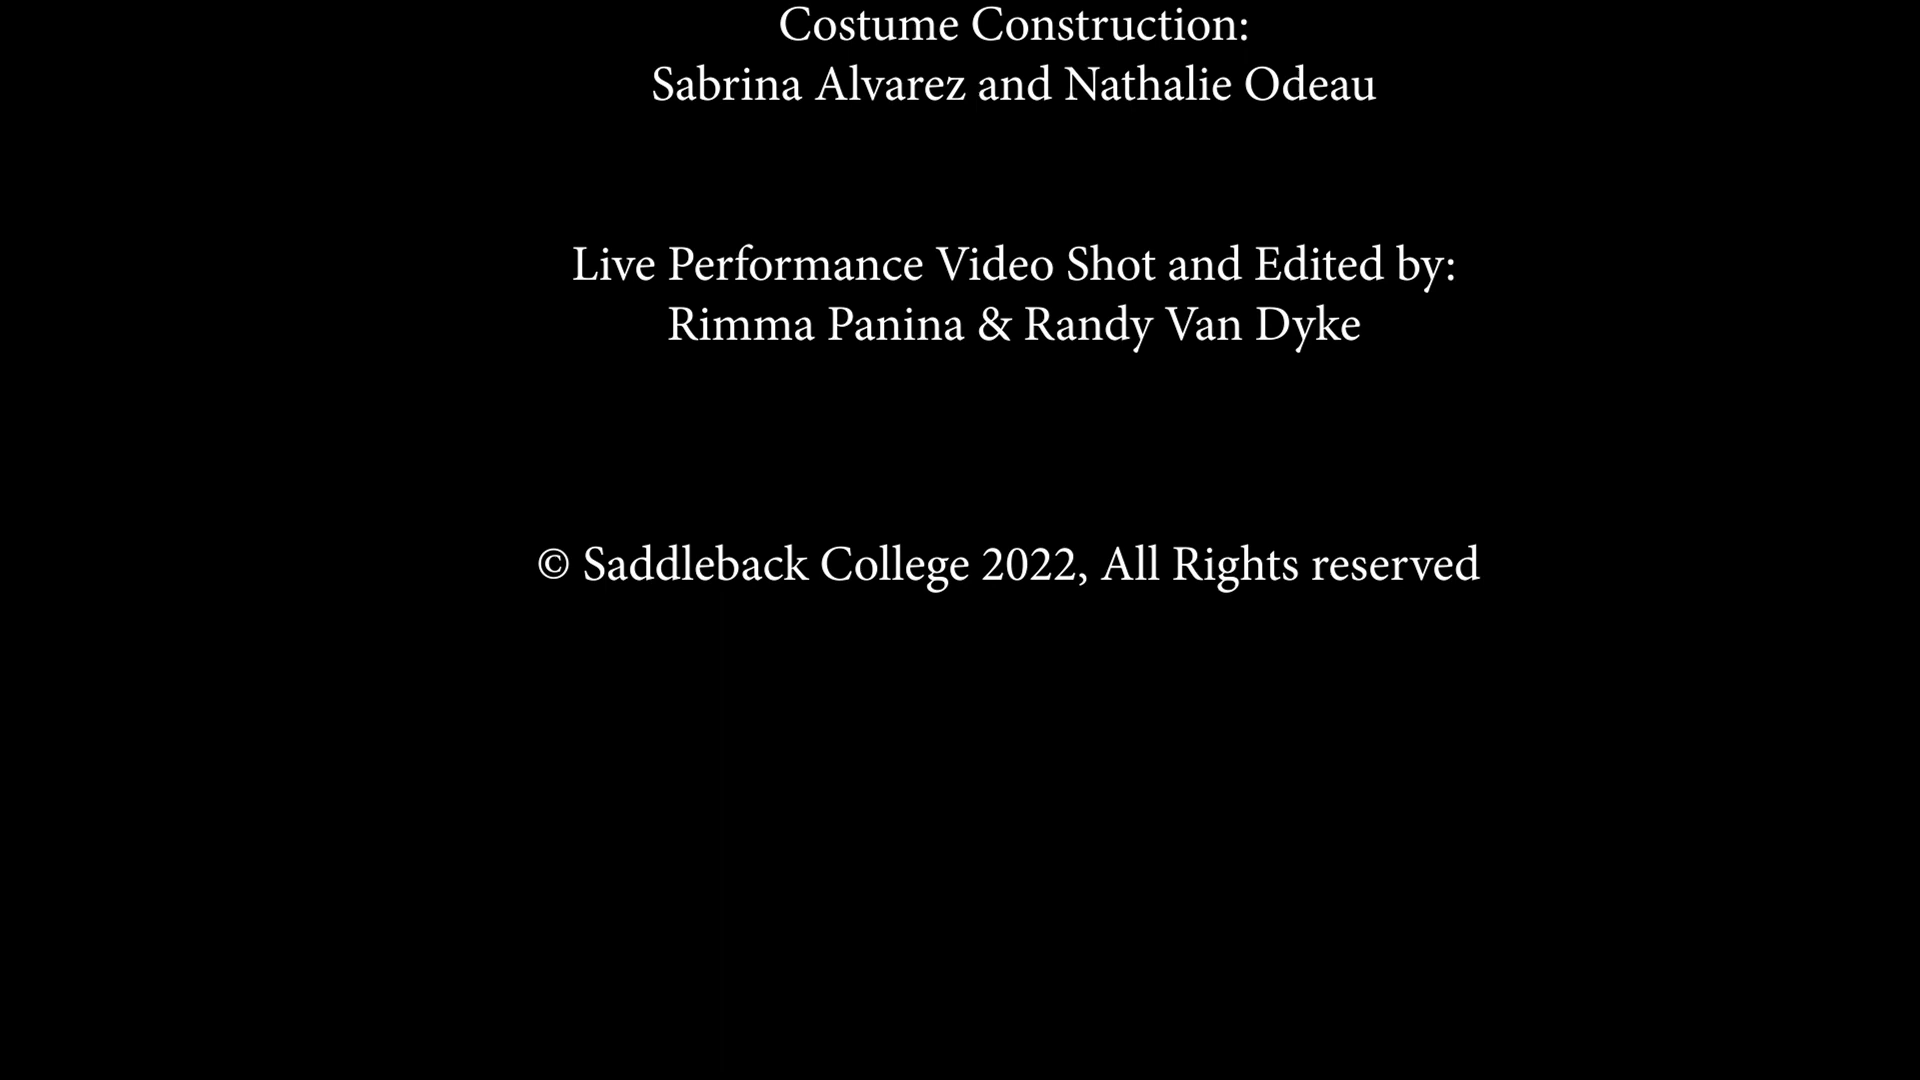 Costume Construction:
Sabrina Alvarez and Nathalie Odeau
Live Performance Video Shot and Edited by:
Rimma Panina & Randy Van Dyke
© Saddleback College 2022, All Rights reserved